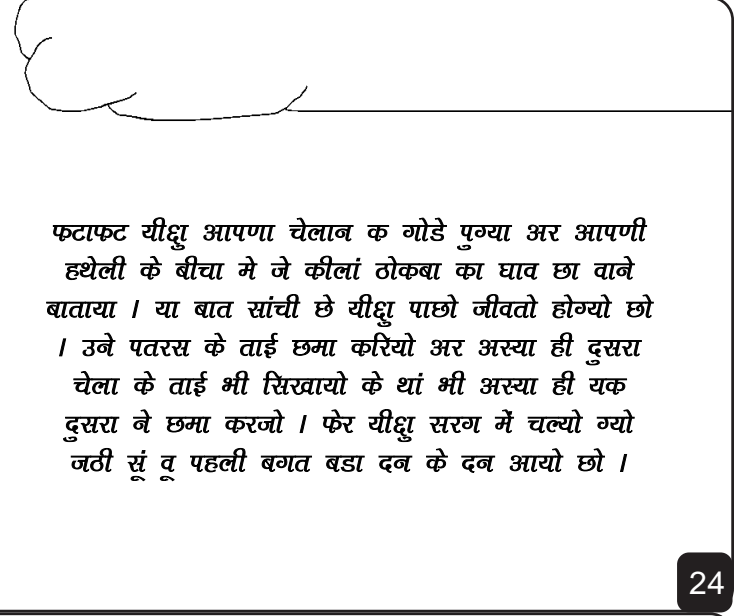 फटाफट यीक्षु आपणा चेलान क गोडे पुग्या अर आपणी
हथेली के बीचा मे जे कीलां ठोकबा का घाव छा वाने
बाताया । या बात सांची छे यीक्षु पाछो जीवतो होग्यो छो
। उने पतरस के ताई छमा करियो अर अस्या ही दुसरा
चेला के ताई भी सिखायो के थां भी अस्या ही यक
दुसरा ने छमा करजो । फेर यीक्षु सरग में चल्यो ग्यो
जठी सूं वू पहली बगत बडा दन के दन आयो छो ।
24